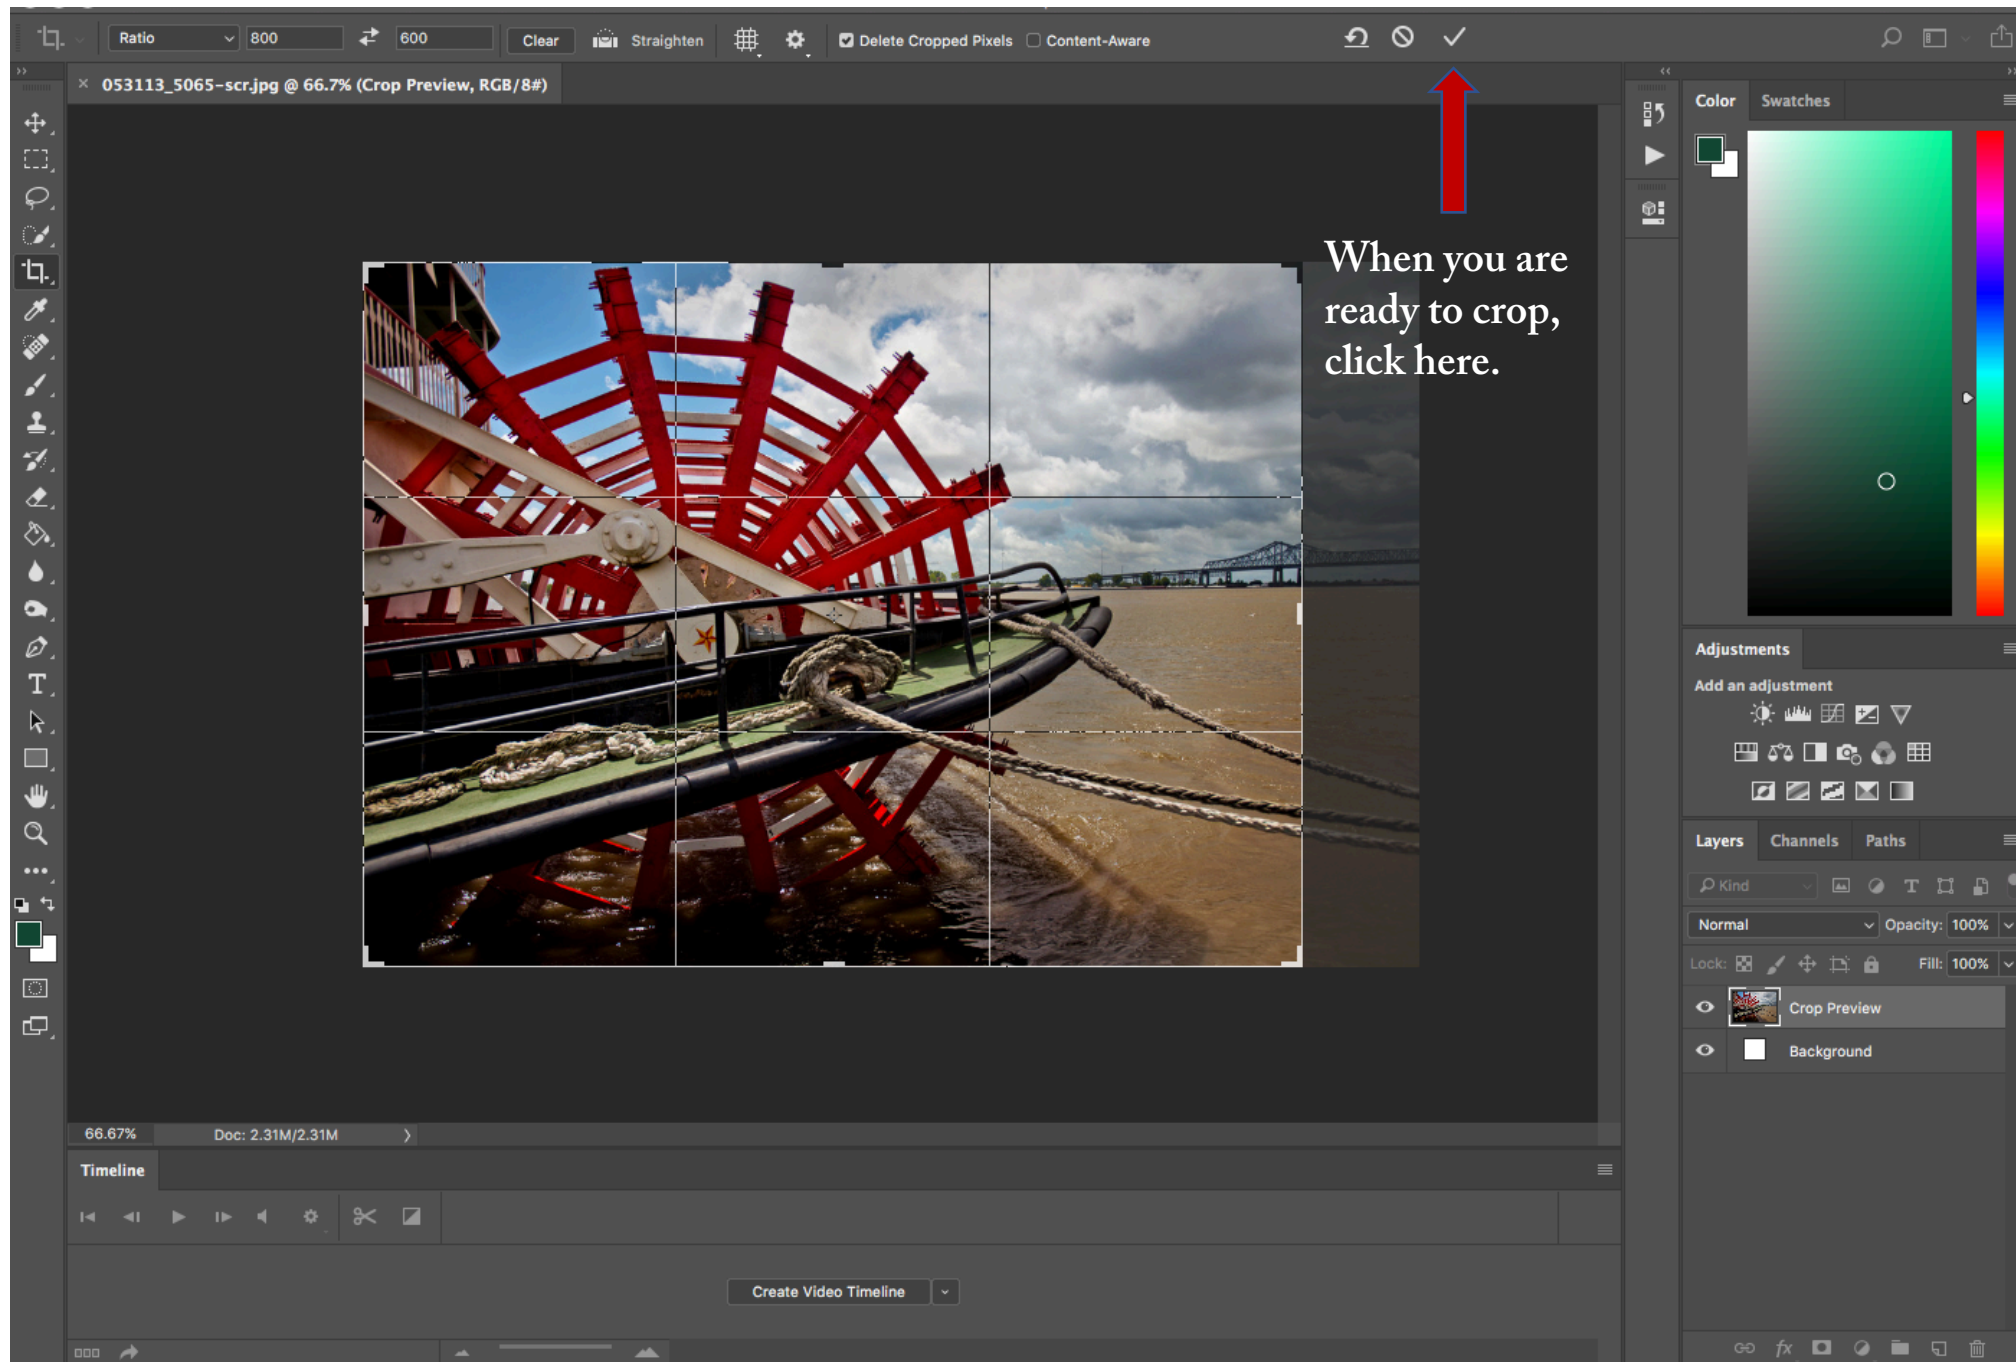 Ratio 800 600 Clear Straighten Delete Cropped Pixels Content-Aware
053113_5065-scr.jpg @ 66.7% (Crop Preview, RGB/8#)
When you are
ready to crop,
click here.
66.67% Doc: 2.31M/2.31M
Timeline
Create Video Timeline
Color Swatches
Adjustments
Add an adjustment
Layers Channels Paths
Kind
Normal Opacity: 100%
Lock: Fill: 100%
Crop Preview
Background
fx